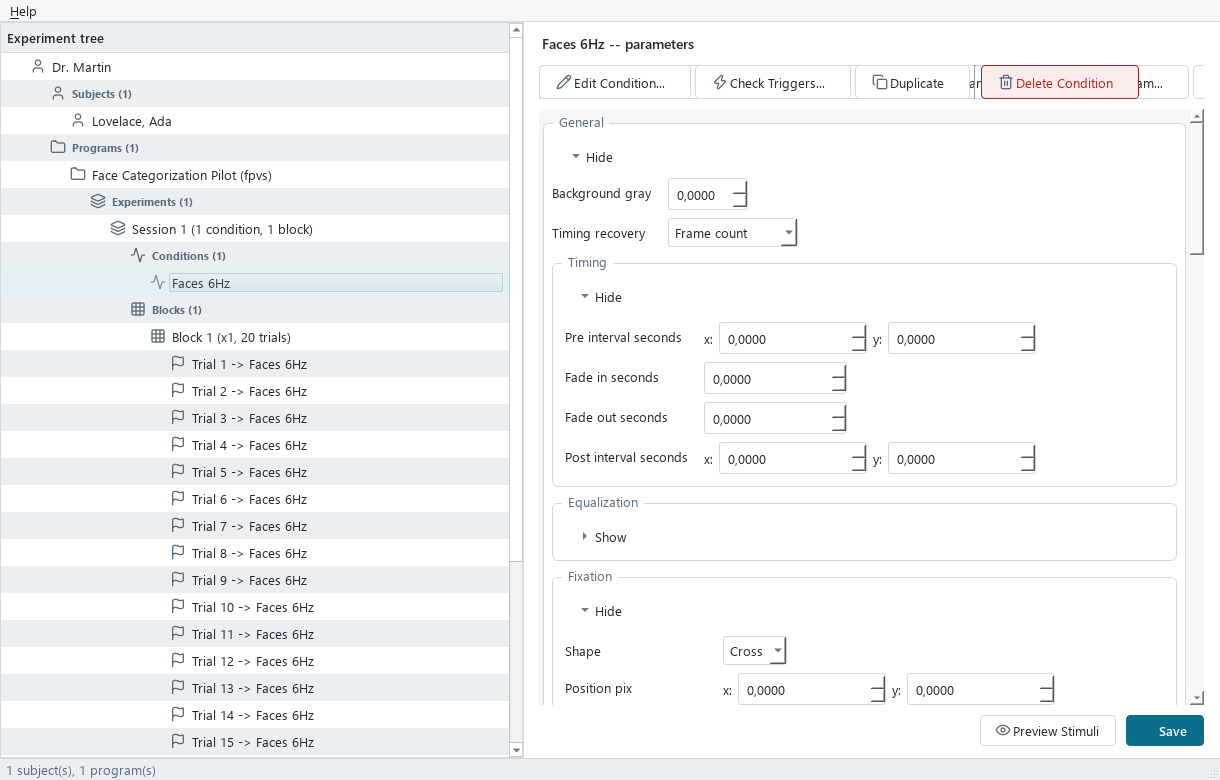 Help
Experiment tree
Dr. Martin
Subjects (1)
Lovelace, Ada
Programs (1)
Face Categorization Pilot (fpvs)
Experiments (1)
Session 1 (1 condition, 1 block)
Conditions (1)
Faces 6Hz
Blocks (1)
Block 1 (x1, 20 trials)
Trial 1 -> Faces 6Hz
Trial 2 -> Faces 6Hz
Trial 3 -> Faces 6Hz
Trial 4 -> Faces 6Hz
Trial 5 -> Faces 6Hz
Trial 6 -> Faces 6Hz
Trial 7 -> Faces 6Hz
Trial 8 -> Faces 6Hz
Trial 9 -> Faces 6Hz
Trial 10 -> Faces 6Hz
Trial 11 -> Faces 6Hz
Trial 12 -> Faces 6Hz
Trial 13 -> Faces 6Hz
Trial 14 -> Faces 6Hz
Trial 15 -> Faces 6Hz
Faces 6Hz -- parameters
Edit Condition... Check Triggers... Duplicate Delete Condition
General
Hide
Background gray 0,0000
Timing recovery Frame count
Timing
Hide
Pre interval seconds x: 0,0000 y: 0,0000
Fade in seconds 0,0000
Fade out seconds 0,0000
Post interval seconds x: 0,0000 y: 0,0000
Equalization
Show
Fixation
Hide
Shape Cross
Position pix x: 0,0000 y: 0,0000
Preview Stimuli Save
1 subject(s), 1 program(s)